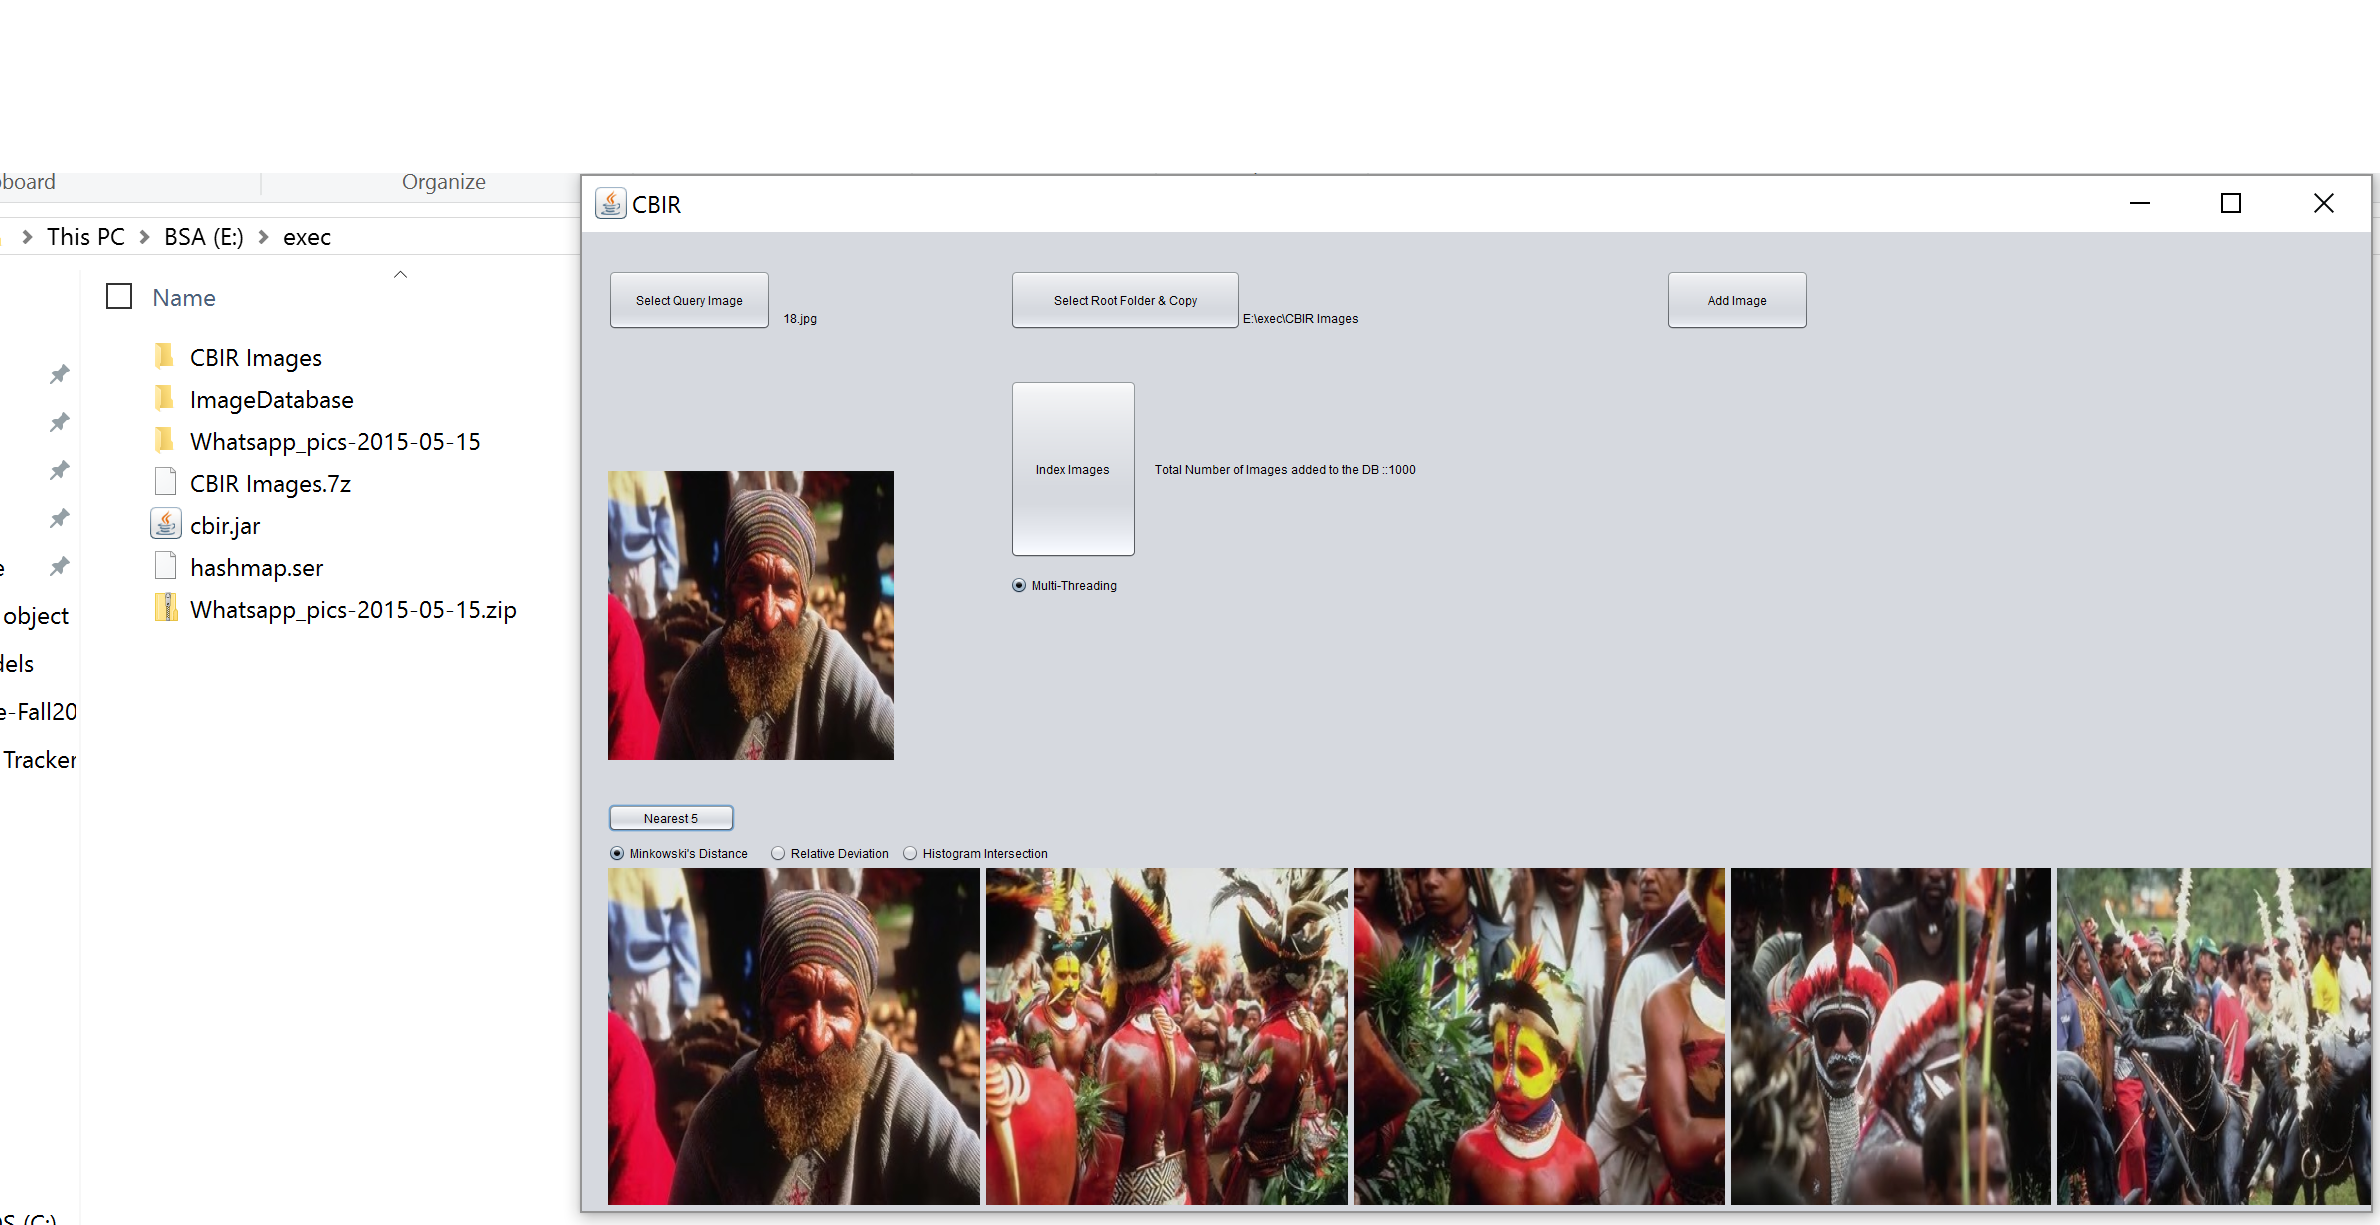 board
Organize
This PC > BSA (E:) > exec
Name
CBIR Images
ImageDatabase
Whatsapp_pics-2015-05-15
CBIR Images.7z
cbir.jar
hashmap.ser
Whatsapp_pics-2015-05-15.zip
e
object
dels
e-Fall20
Tracker
S (C:)
CBIR
Select Query Image
18.jpg
Select Root Folder & Copy
E:\exec\CBIR Images
Add Image
Index Images
Total Number of Images added to the DB ::1000
Multi-Threading
Nearest 5
Minkowski's Distance
Relative Deviation
Histogram Intersection